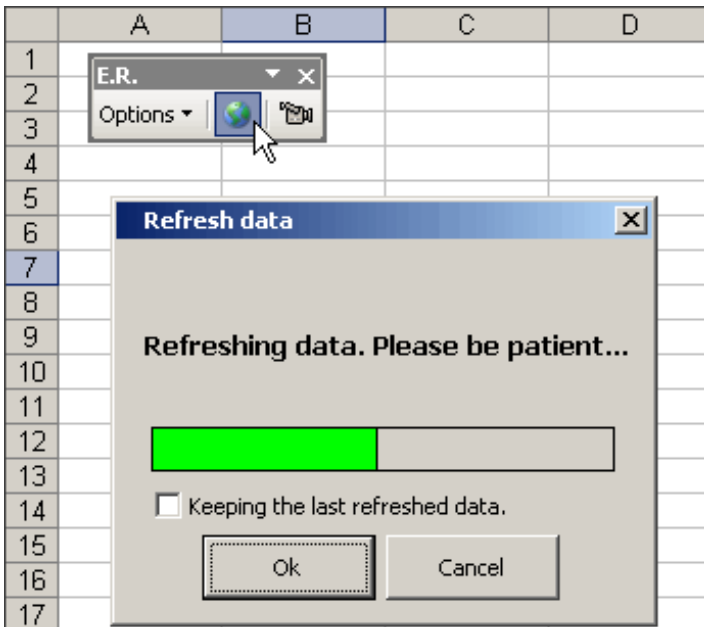 A B C D
1
E.R.
2
Options
3
4
5
Refresh data
6
7
8
9
Refreshing data. Please be patient...
10
11
12
13
Keeping the last refreshed data.
14
15
Ok Cancel
16
17